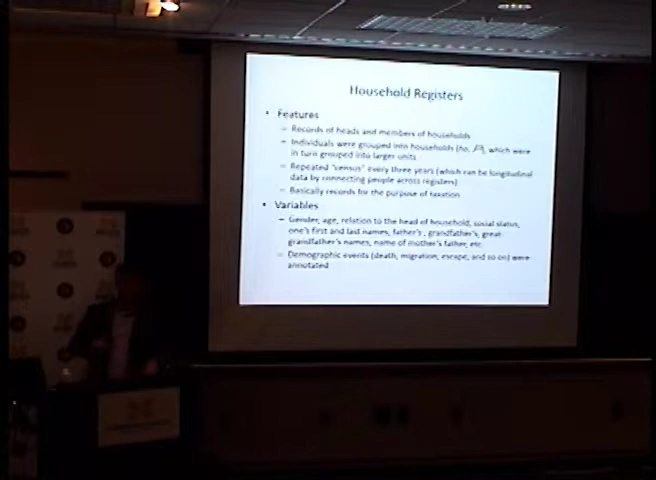 Household Registers
• Features
– Records of heads and members of households
– Individuals were grouped into households (ho, 戶), which were
in turn grouped into larger units
– Repeated "census" every three years (which can be longitudinal
data by connecting people across registers)
– Basically records for the purpose of taxation
• Variables
– Gender, age, relation to the head of household, social status,
one's first and last names, father's, grandfather's, great
grandfather's names, name of mother's father, etc.
– Demographic events (death, migration, escape, and so on) were
annotated